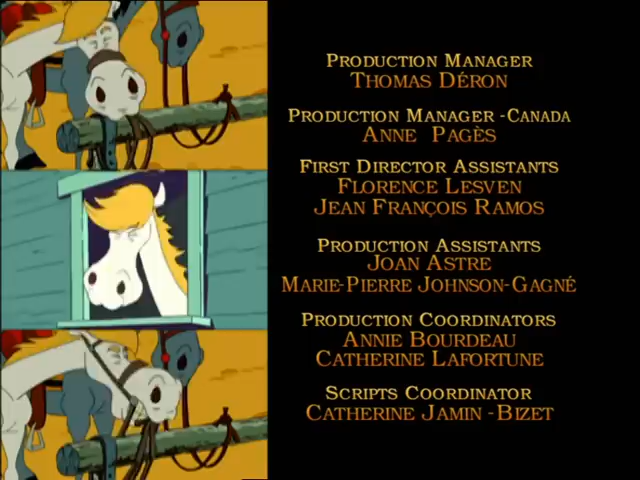 PRODUCTION MANAGER
THOMAS DÉRON
PRODUCTION MANAGER -CANADA
ANNE PAGÈS
FIRST DIRECTOR ASSISTANTS
FLORENCE LESVEN
JEAN FRANÇOIS RAMOS
PRODUCTION ASSISTANTS
JOAN ASTRE
MARIE-PIERRE JOHNSON-GAGNÉ
PRODUCTION COORDINATORS
ANNIE BOURDEAU
CATHERINE LAFORTUNE
SCRIPTS COORDINATOR
CATHERINE JAMIN -BIZET